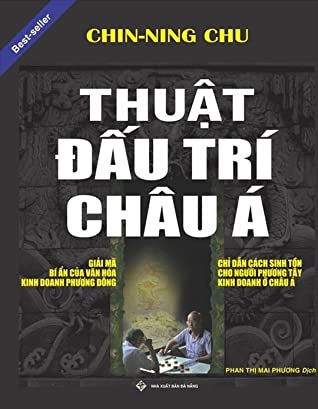 Best-seller
CHIN-NING CHU
THUẬT
ĐẤU TRÍ
CHÂU Á
GIẢI MÃ
BÍ ẨN CỦA VĂN HÓA
KINH DOANH PHƯƠNG ĐÔNG
CHỈ DẪN CÁCH SINH TỒN
CHO NGƯỜI PHƯƠNG TÂY
KINH DOANH Ở CHÂU Á
PHAN THỊ MAI PHƯƠNG Dịch
NHÀ XUẤT BẢN ĐÀ NẴNG